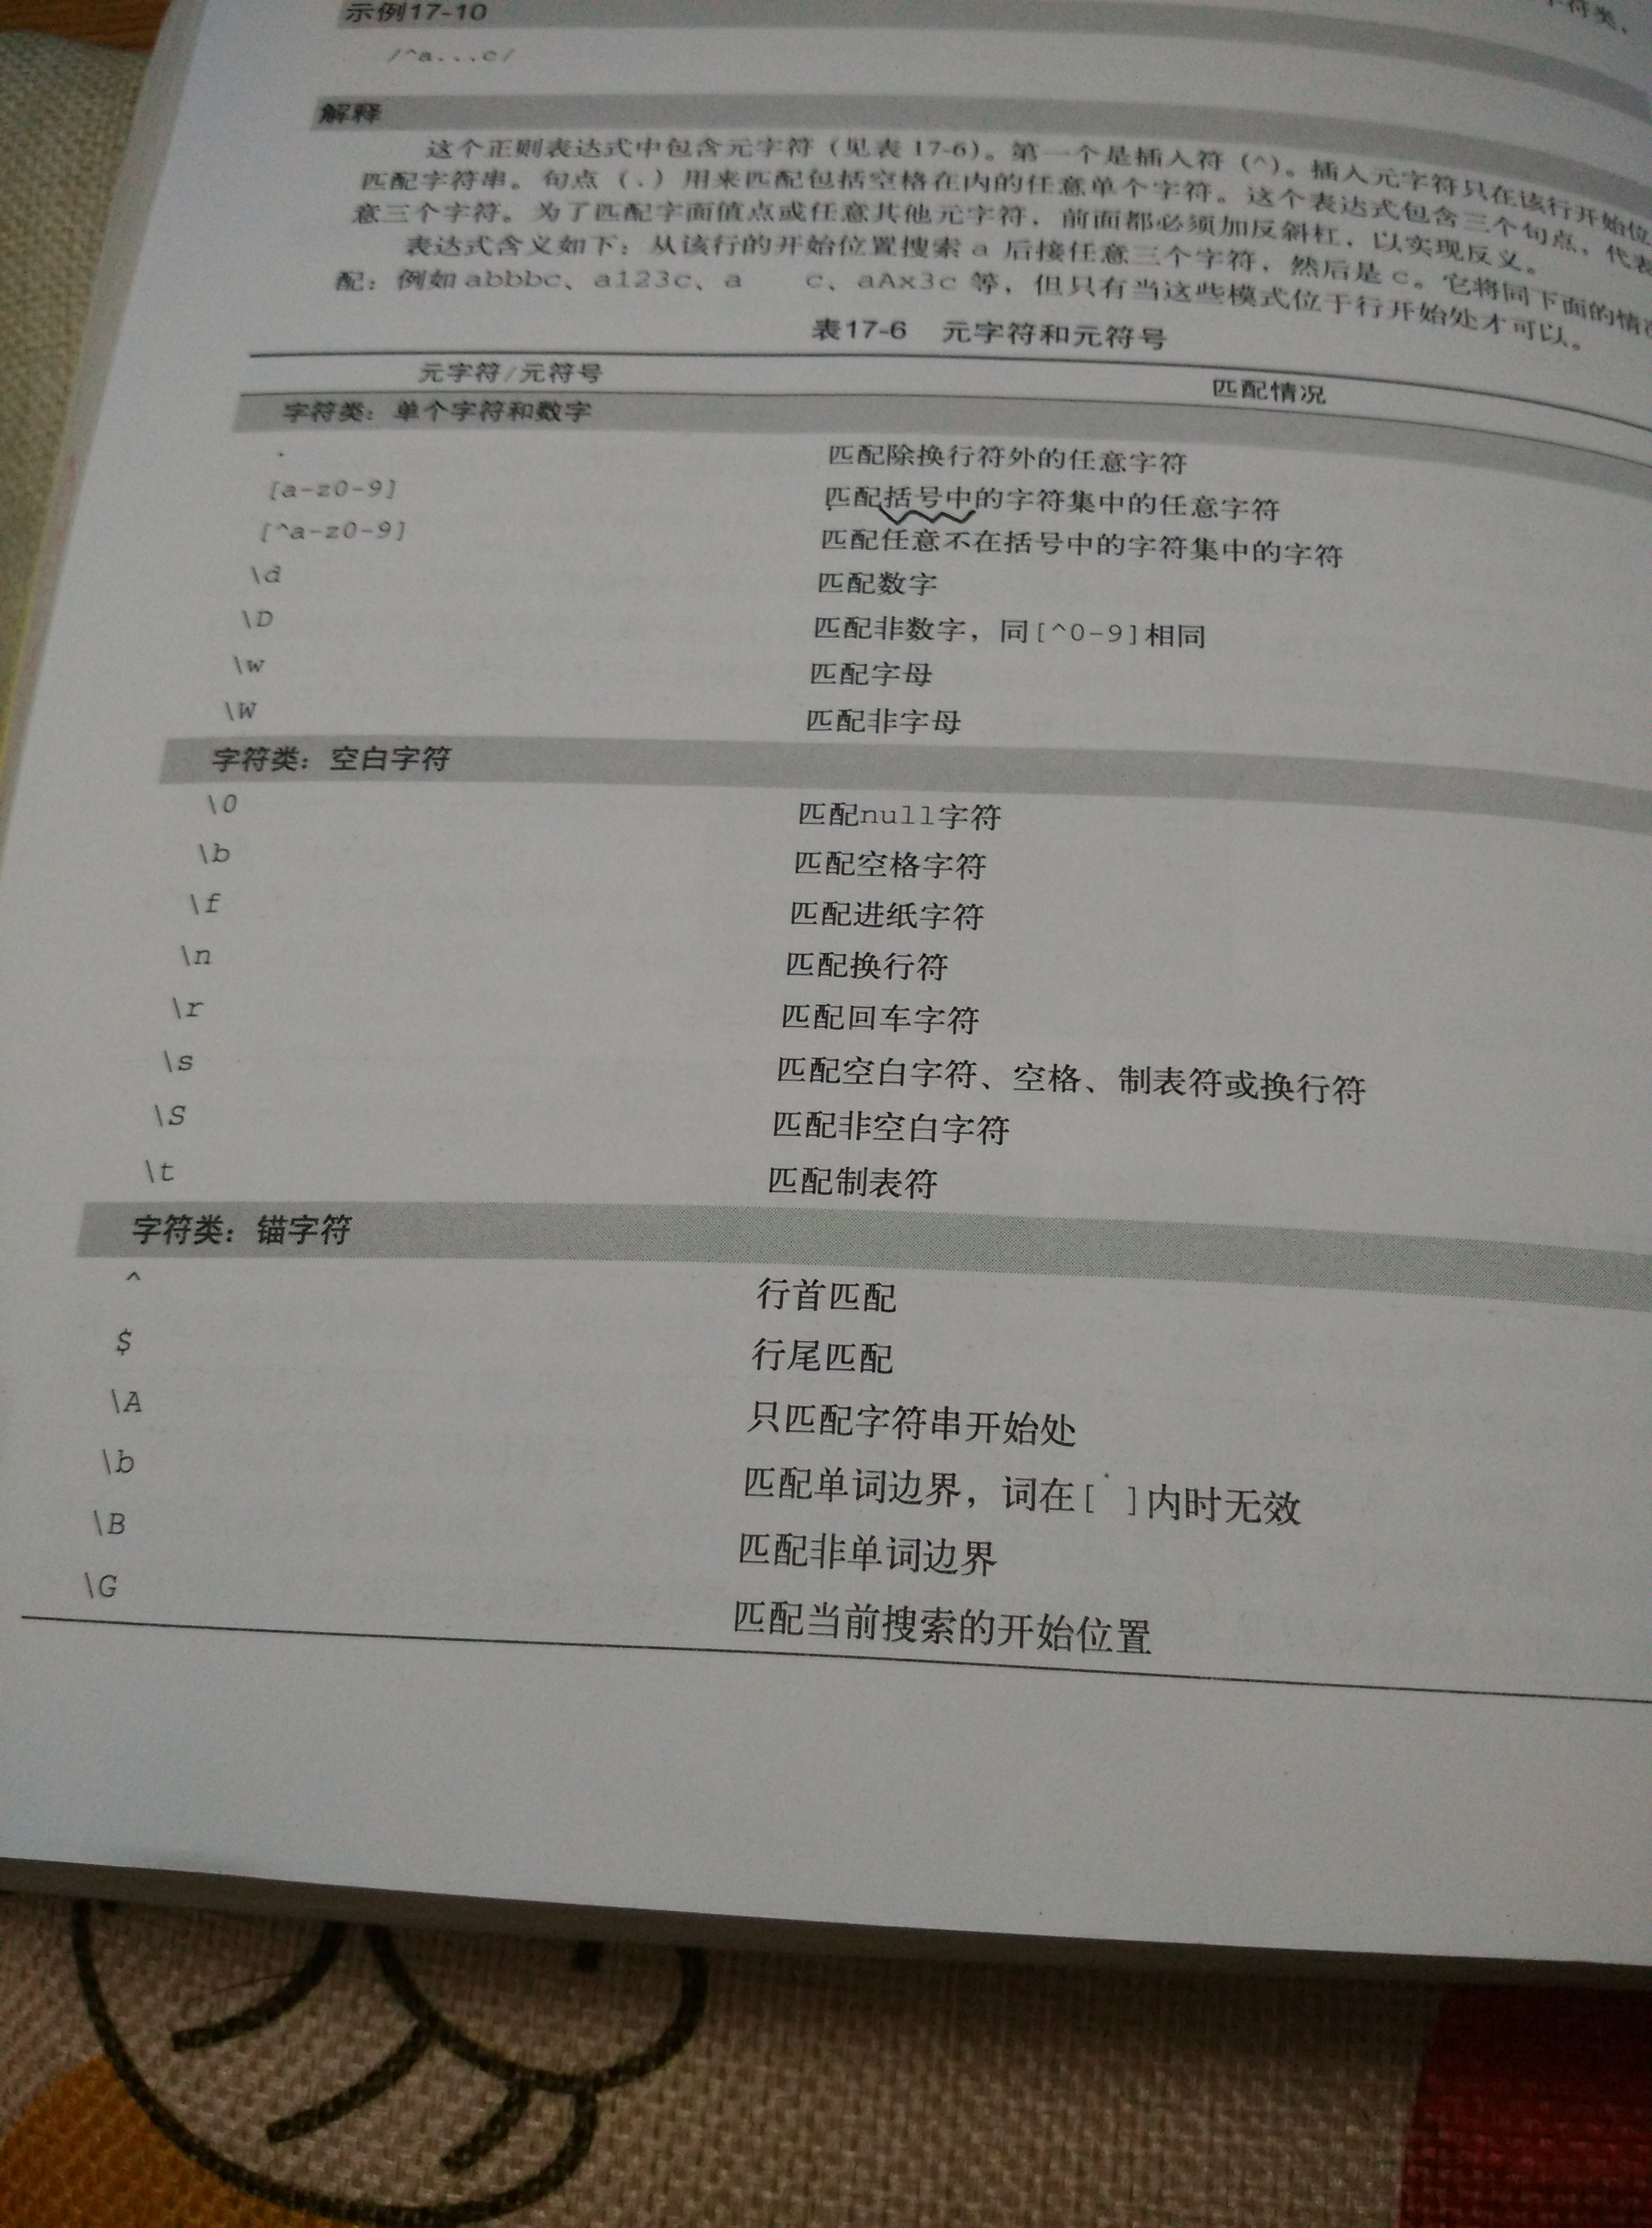 字符类,
示例17-10
/^a...c/
解释
这个正则表达式中包含元字符（见表 17-6）。第一个是插入符（^）。插入元字符只在该行开始位
匹配字符串。句点（.）用来匹配包括空格在内的任意单个字符。这个表达式包含三个句点，代表
意三个字符。为了匹配字面值点或任意其他元字符，前面都必须加反斜杠，以实现反义。
表达式含义如下：从该行的开始位置搜索 a 后接任意三个字符，然后是 c。它将同下面的情
配：例如 abbbc、a123c、a    c、aAx3c 等，但只有当这些模式位于行开始处才可以。
表17-6 元字符和元符号
元字符/元符号 匹配情况
字符类：单个字符和数字
. 匹配除换行符外的任意字符
[a-z0-9] 匹配括号中的字符集中的任意字符
[^a-z0-9] 匹配任意不在括号中的字符集中的字符
\d 匹配数字
\D 匹配非数字，同[^0-9]相同
\w 匹配字母
\W 匹配非字母
字符类：空白字符
\0 匹配null字符
\b 匹配空格字符
\f 匹配进纸字符
\n 匹配换行符
\r 匹配回车字符
\s 匹配空白字符、空格、制表符或换行符
\S 匹配非空白字符
\t 匹配制表符
字符类：锚字符
^ 行首匹配
$ 行尾匹配
\A 只匹配字符串开始处
\b 匹配单词边界，词在[ ]内时无效
\B 匹配非单词边界
\G 匹配当前搜索的开始位置